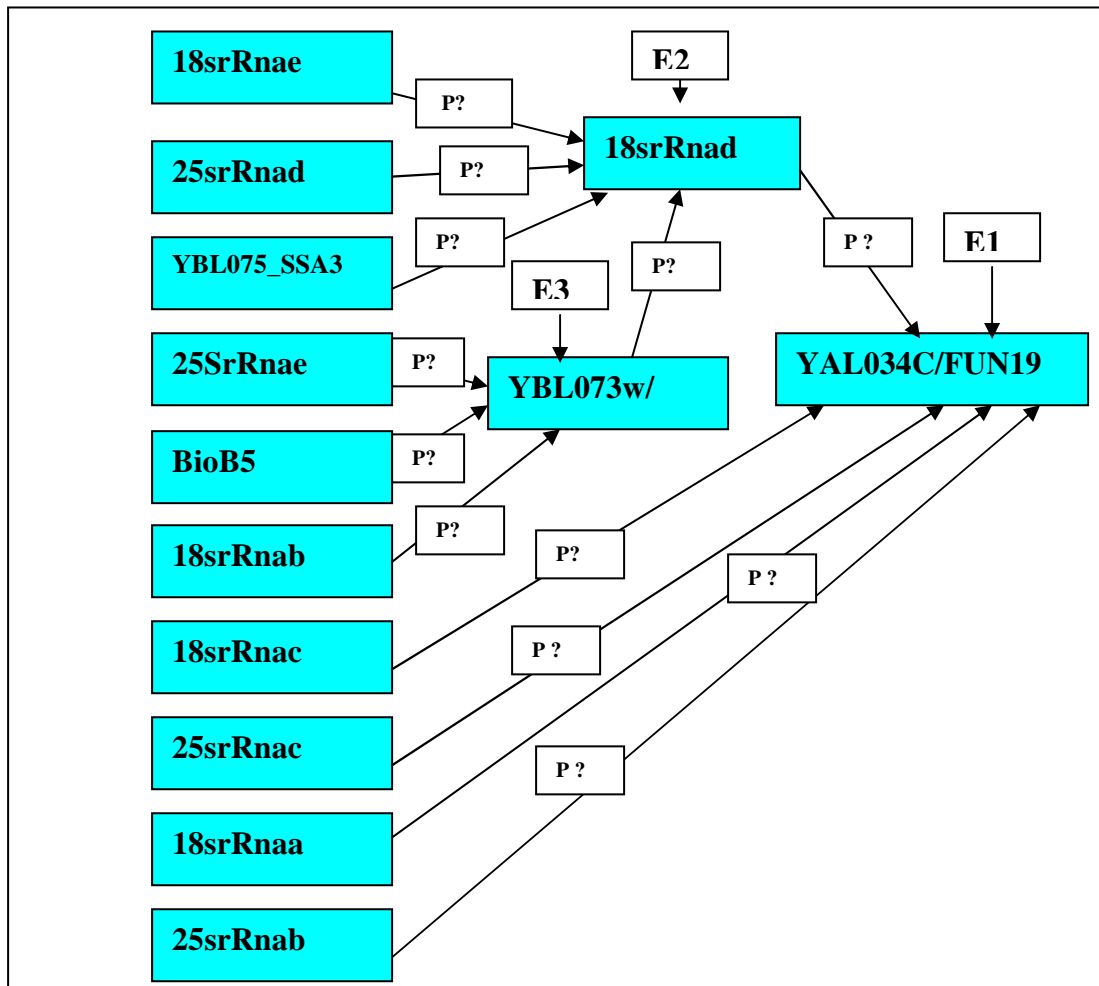 18srRnae
E2
P?
18srRnad
25srRnad
P?
YBL075_SSA3
P?
P?
P ?
E1
E3
25SrRnae
P?
YBL073w/
YAL034C/FUN19
BioB5
P?
18srRnab
P?
P?
P ?
18srRnac
P ?
25srRnac
P ?
18srRnaa
25srRnab